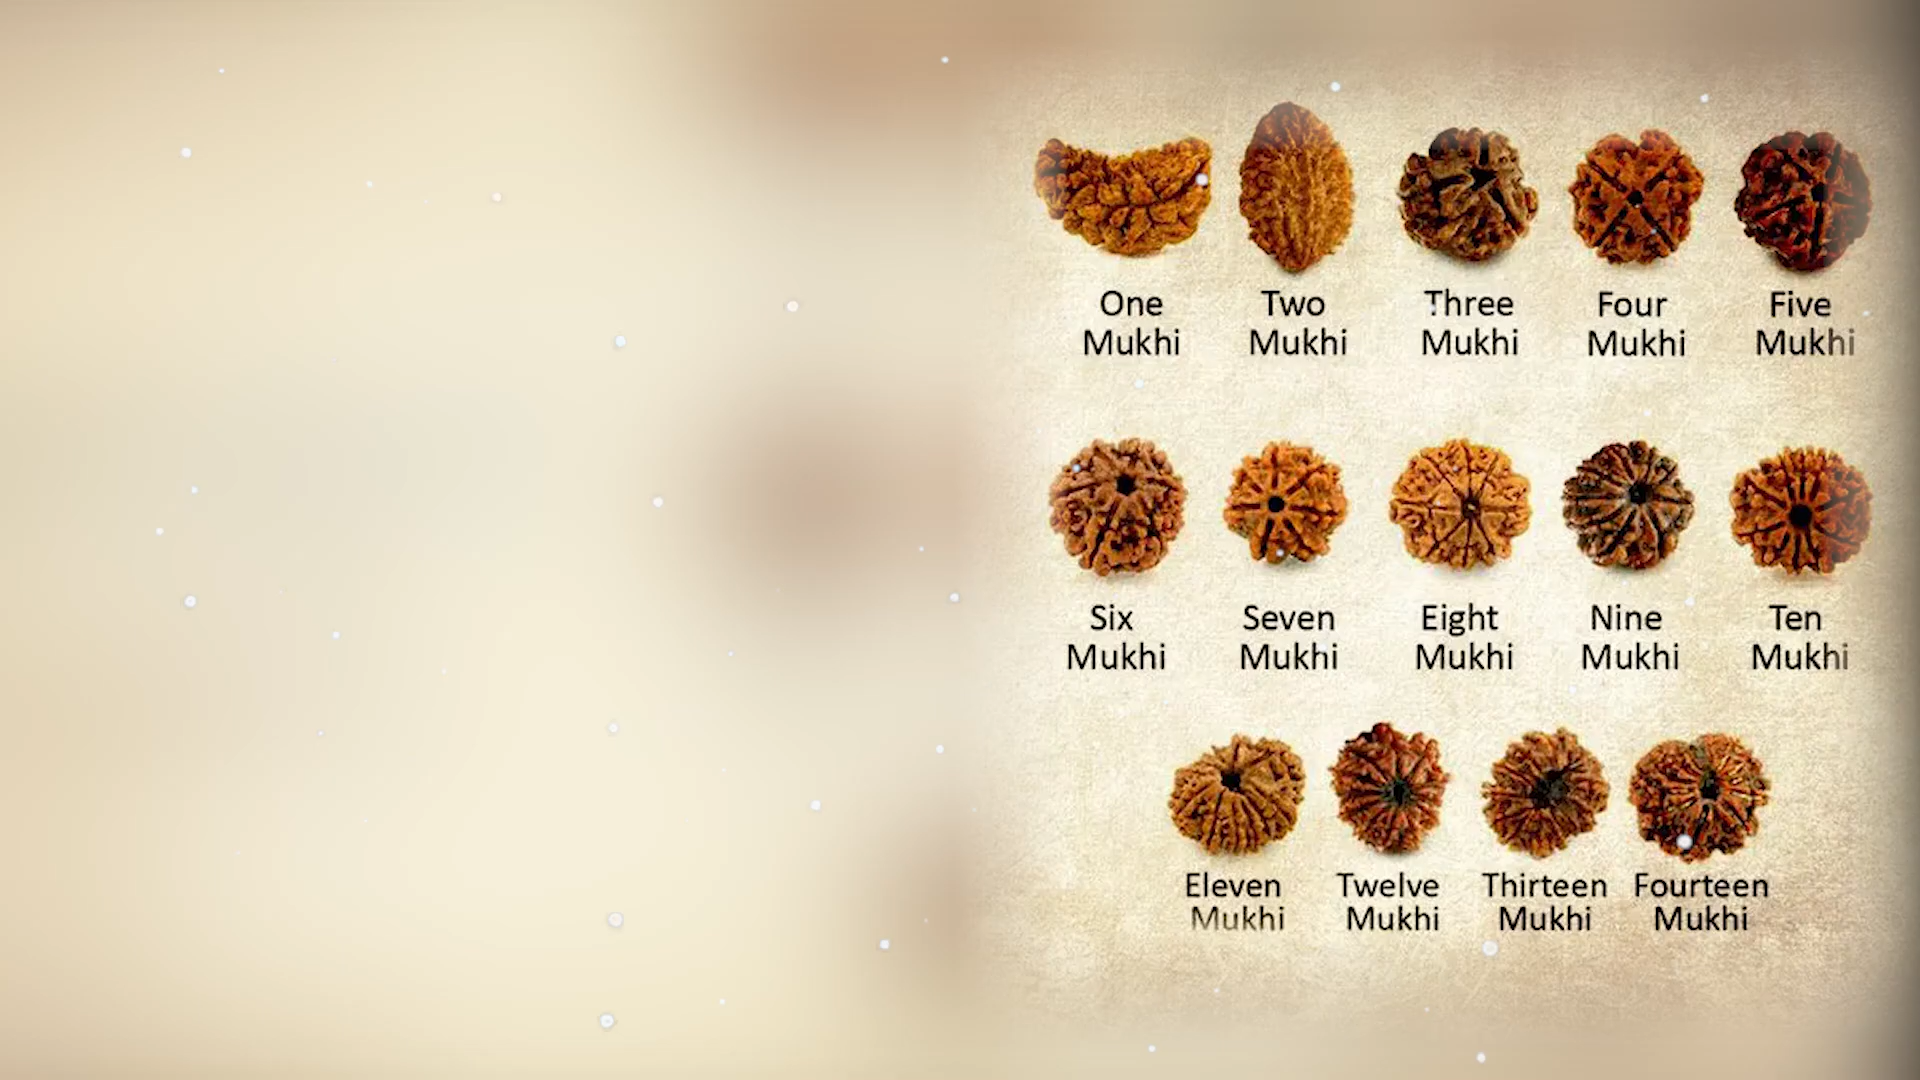 One Mukhi
Two Mukhi
Three Mukhi
Four Mukhi
Five Mukhi
Six Mukhi
Seven Mukhi
Eight Mukhi
Nine Mukhi
Ten Mukhi
Eleven Mukhi
Twelve Mukhi
Thirteen Mukhi
Fourteen Mukhi